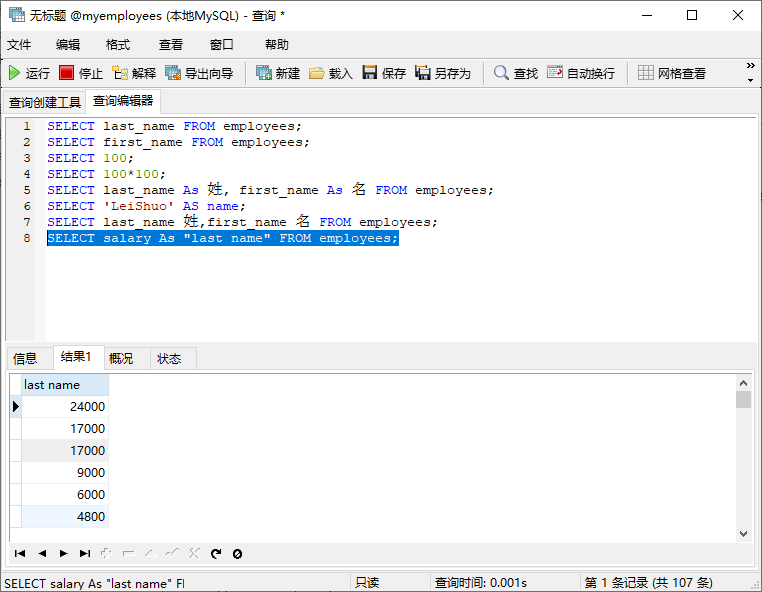 无标题 @myemployees (本地MySQL) - 查询 *
文件 编辑 格式 查看 窗口 帮助
运行 停止 解释 导出向导 新建 载入 保存 另存为 查找 自动换行 网格查看
查询创建工具 查询编辑器
1 SELECT last_name FROM employees;
2 SELECT first_name FROM employees;
3 SELECT 100;
4 SELECT 100*100;
5 SELECT last_name As 姓, first_name As 名 FROM employees;
6 SELECT 'LeiShuo' AS name;
7 SELECT last_name 姓,first_name 名 FROM employees;
8 SELECT salary As "last name" FROM employees;
信息 结果1 概况 状态
last name
24000
17000
17000
9000
6000
4800
SELECT salary As "last name" FI 只读 查询时间: 0.001s 第 1 条记录 (共 107 条)